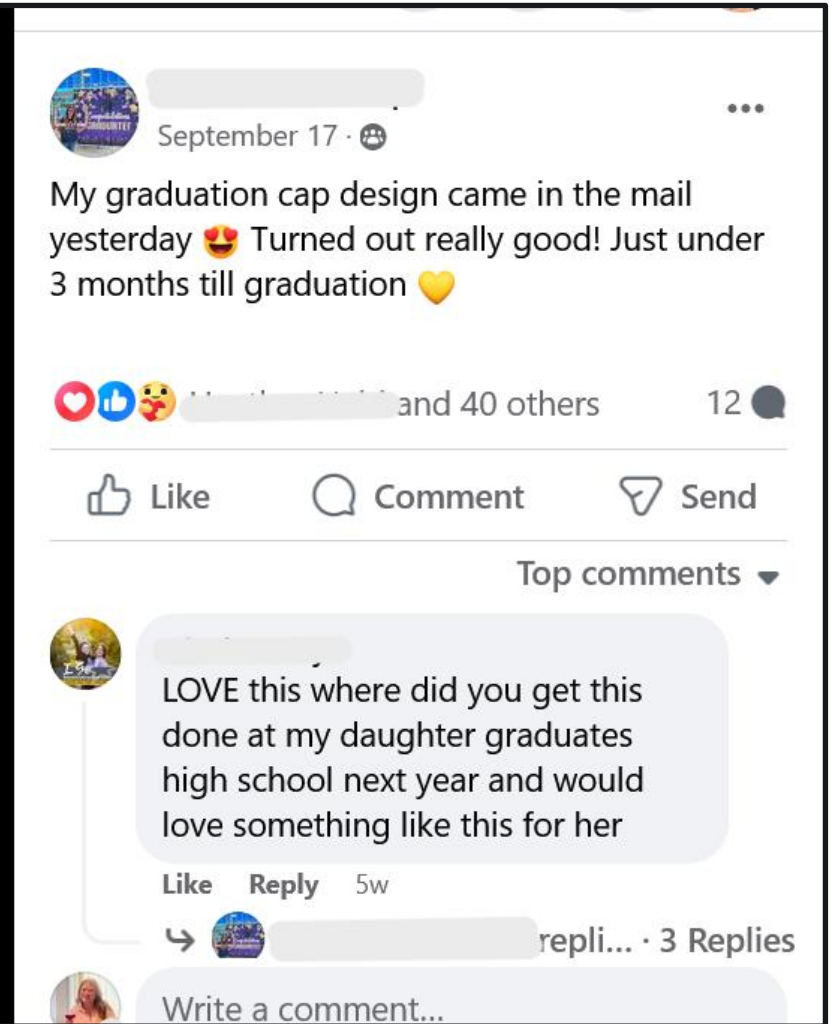 September 17 ·
My graduation cap design came in the mail
yesterday 😍 Turned out really good! Just under
3 months till graduation 💛
and 40 others
12
Like
Comment
Send
Top comments
LOVE this where did you get this
done at my daughter graduates
high school next year and would
love something like this for her
Like Reply 5w
repli... · 3 Replies
Write a comment...